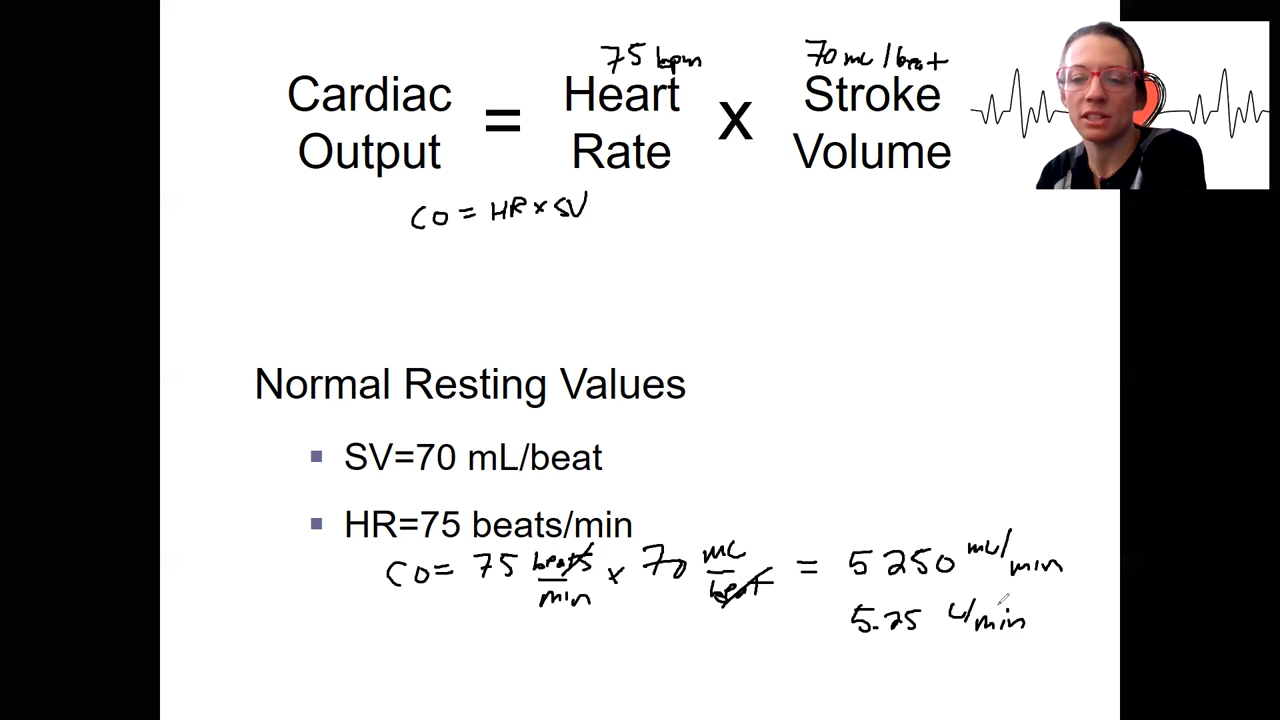 75 bpm 70 mL/beat
Cardiac Output = Heart Rate x Stroke Volume
CO = HR x SV
Normal Resting Values
▪ SV=70 mL/beat
▪ HR=75 beats/min
CO = 75 beats/min x 70 mL/beat = 5250 mL/min
5.25 L/min